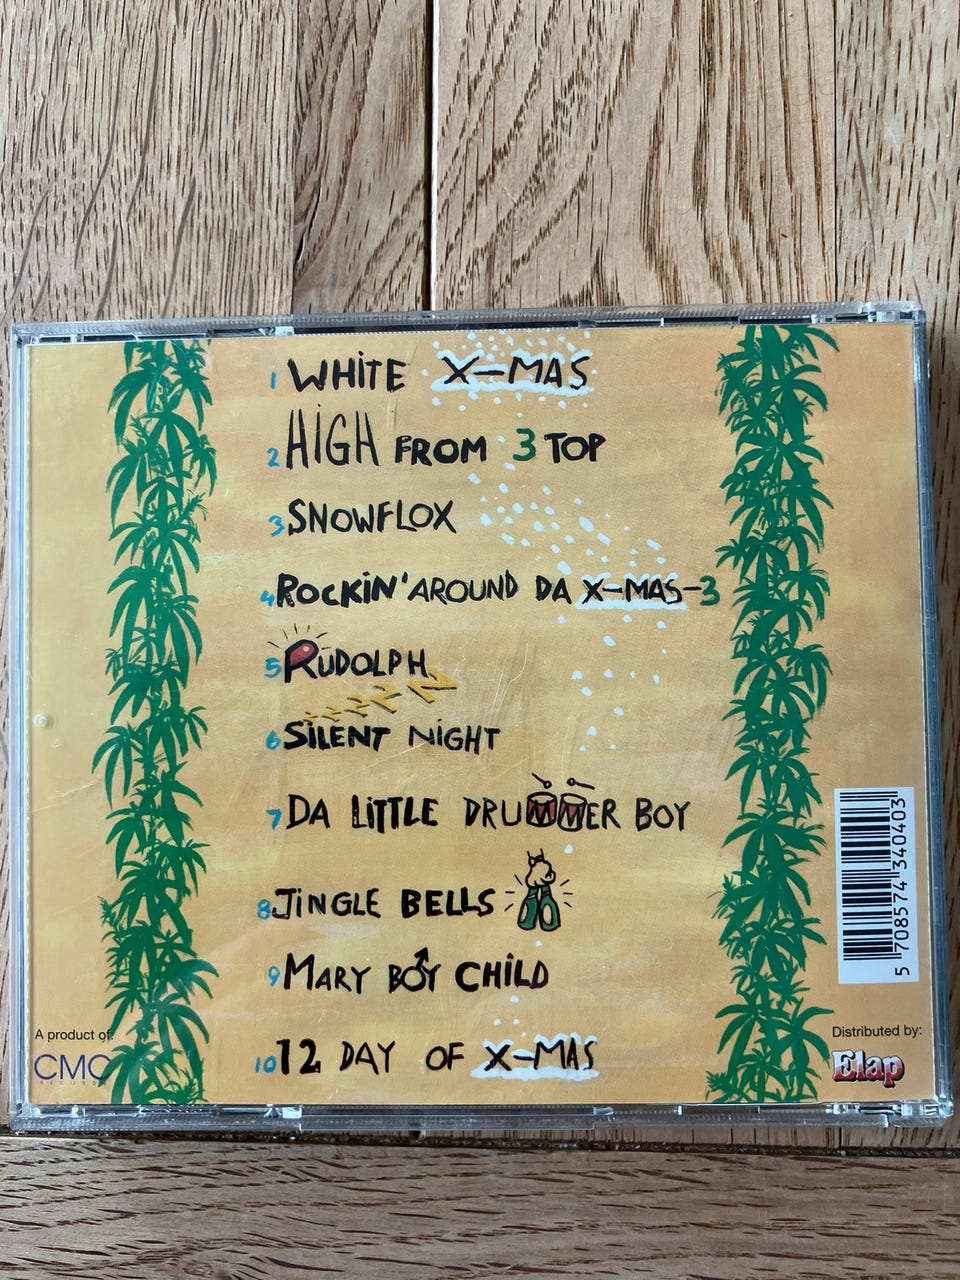 1 WHITE X-MAS
2 HIGH FROM 3 TOP
3 SNOWFLOX
4 ROCKIN' AROUND DA X-MAS-3
5 RUDOLPH
ZZZZZZ
6 SILENT NIGHT
7 DA LITTLE DRUMMER BOY
8 JINGLE BELLS
9 MARY BOY CHILD
10 12 DAY OF X-MAS
A product of:
CMC
RECORDS
Distributed by:
Elap
5 708574 340403